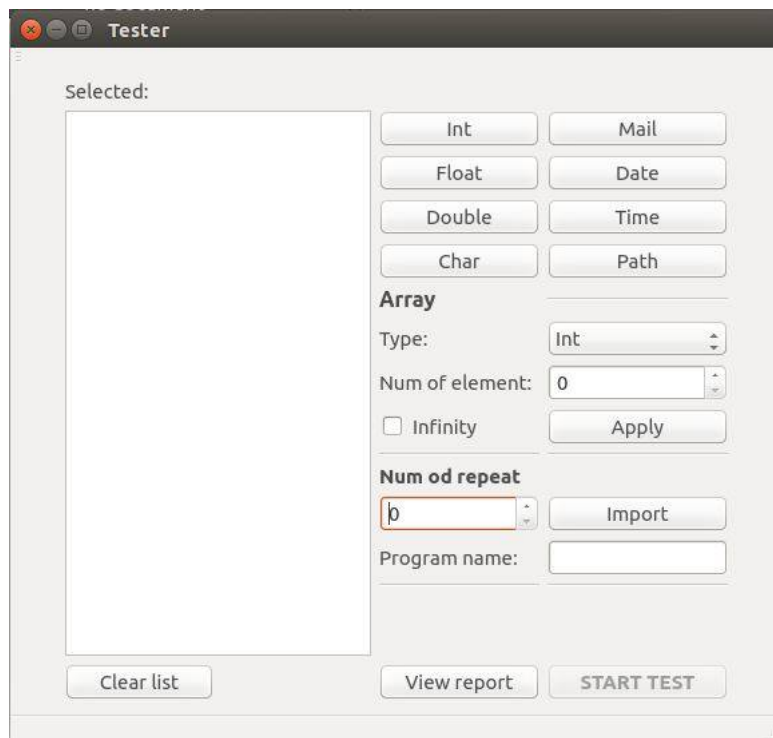 Tester
Selected:
Int Mail
Float Date
Double Time
Char Path
Array
Type: Int
Num of element: 0
Infinity Apply
Num od repeat
0 Import
Program name:
Clear list View report START TEST